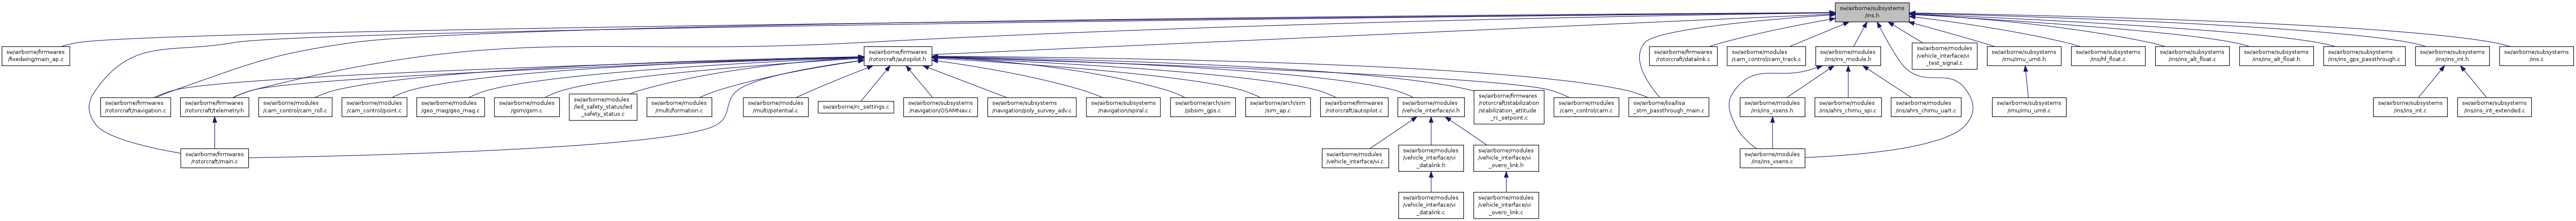 sw/airborne/subsystems
/ins.h
sw/airborne/firmwares
/fixedwing/main_ap.c
sw/airborne/firmwares
/rotorcraft/autopilot.h
sw/airborne/firmwares
/rotorcraft/datalink.c
sw/airborne/modules
/cam_control/cam_track.c
sw/airborne/modules
/ins/ins_module.h
sw/airborne/modules
/vehicle_interface/vi
_test_signal.c
sw/airborne/subsystems
/imu/imu_um6.h
sw/airborne/subsystems
/ins/hf_float.c
sw/airborne/subsystems
/ins/ins_alt_float.c
sw/airborne/subsystems
/ins/ins_alt_float.h
sw/airborne/subsystems
/ins/ins_gps_passthrough.c
sw/airborne/subsystems
/ins/ins_int.h
sw/airborne/subsystems
/ins.c
sw/airborne/firmwares
/rotorcraft/navigation.c
sw/airborne/firmwares
/rotorcraft/telemetry.h
sw/airborne/modules
/cam_control/cam_roll.c
sw/airborne/modules
/cam_control/point.c
sw/airborne/modules
/geo_mag/geo_mag.c
sw/airborne/modules
/gsm/gsm.c
sw/airborne/modules
/led_safety_status/led
_safety_status.c
sw/airborne/modules
/multi/formation.c
sw/airborne/modules
/multi/potential.c
sw/airborne/rc_settings.c
sw/airborne/subsystems
/navigation/OSAMNav.c
sw/airborne/subsystems
/navigation/poly_survey_adv.c
sw/airborne/subsystems
/navigation/spiral.c
sw/airborne/arch/sim
/jsbsim_gps.c
sw/airborne/arch/sim
/sim_ap.c
sw/airborne/firmwares
/rotorcraft/autopilot.c
sw/airborne/modules
/vehicle_interface/vi.h
sw/airborne/firmwares
/rotorcraft/stabilization
/stabilization_attitude
_rc_setpoint.c
sw/airborne/modules
/cam_control/cam.c
sw/airborne/lisa/lisa
_stm_passthrough_main.c
sw/airborne/modules
/ins/ins_xsens.h
sw/airborne/modules
/ins/ahrs_chimu_spi.c
sw/airborne/modules
/ins/ahrs_chimu_uart.c
sw/airborne/subsystems
/imu/imu_um6.c
sw/airborne/subsystems
/ins/ins_int.c
sw/airborne/subsystems
/ins/ins_int_extended.c
sw/airborne/firmwares
/rotorcraft/main.c
sw/airborne/modules
/vehicle_interface/vi.c
sw/airborne/modules
/vehicle_interface/vi
_datalink.h
sw/airborne/modules
/vehicle_interface/vi
_overo_link.h
sw/airborne/modules
/ins/ins_xsens.c
sw/airborne/modules
/vehicle_interface/vi
_datalink.c
sw/airborne/modules
/vehicle_interface/vi
_overo_link.c